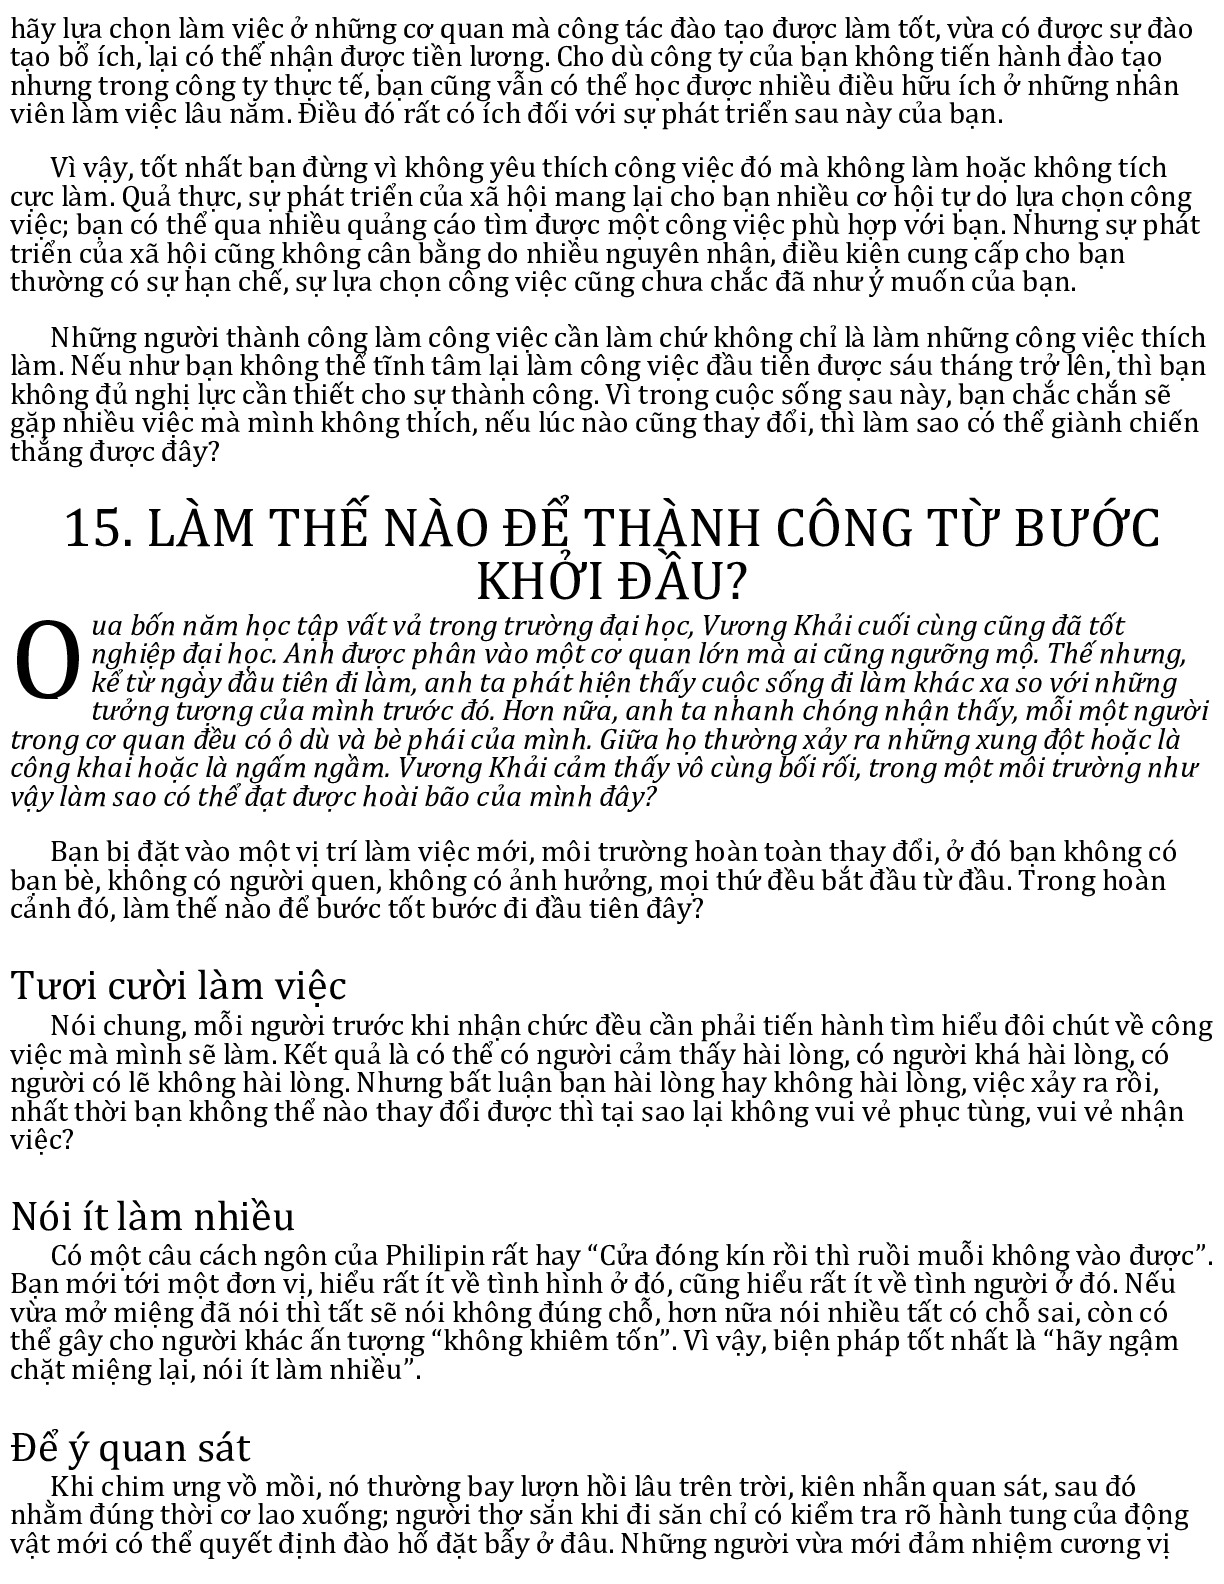 hãy lựa chọn làm việc ở những cơ quan mà công tác đào tạo được làm tốt, vừa có được sự đào
tạo bổ ích, lại có thể nhận được tiền lương. Cho dù công ty của bạn không tiến hành đào tạo
nhưng trong công ty thực tế, bạn cũng vẫn có thể học được nhiều điều hữu ích ở những nhân
viên làm việc lâu năm. Điều đó rất có ích đối với sự phát triển sau này của bạn.
Vì vậy, tốt nhất bạn đừng vì không yêu thích công việc đó mà không làm hoặc không tích
cực làm. Quả thực, sự phát triển của xã hội mang lại cho bạn nhiều cơ hội tự do lựa chọn công
việc; bạn có thể qua nhiều quảng cáo tìm được một công việc phù hợp với bạn. Nhưng sự phát
triển của xã hội cũng không cân bằng do nhiều nguyên nhân, điều kiện cung cấp cho bạn
thường có sự hạn chế, sự lựa chọn công việc cũng chưa chắc đã như ý muốn của bạn.
Những người thành công làm công việc cần làm chứ không chỉ là làm những công việc thích
làm. Nếu như bạn không thể tĩnh tâm lại làm công việc đầu tiên được sáu tháng trở lên, thì bạn
không đủ nghị lực cần thiết cho sự thành công. Vì trong cuộc sống sau này, bạn chắc chắn sẽ
gặp nhiều việc mà mình không thích, nếu lúc nào cũng thay đổi, thì làm sao có thể giành chiến
thắng được đây?
15. LÀM THẾ NÀO ĐỂ THÀNH CÔNG TỪ BƯỚC
KHỞI ĐẦU?
Oua bốn năm học tập vất vả trong trường đại học, Vương Khải cuối cùng cũng đã tốt
nghiệp đại học. Anh được phân vào một cơ quan lớn mà ai cũng ngưỡng mộ. Thế nhưng,
kể từ ngày đầu tiên đi làm, anh ta phát hiện thấy cuộc sống đi làm khác xa so với những
tưởng tượng của mình trước đó. Hơn nữa, anh ta nhanh chóng nhận thấy, mỗi một người
trong cơ quan đều có ô dù và bè phái của mình. Giữa họ thường xảy ra những xung đột hoặc là
công khai hoặc là ngấm ngầm. Vương Khải cảm thấy vô cùng bối rối, trong một môi trường như
vậy làm sao có thể đạt được hoài bão của mình đây?
Bạn bị đặt vào một vị trí làm việc mới, môi trường hoàn toàn thay đổi, ở đó bạn không có
bạn bè, không có người quen, không có ảnh hưởng, mọi thứ đều bắt đầu từ đầu. Trong hoàn
cảnh đó, làm thế nào để bước tốt bước đi đầu tiên đây?
Tươi cười làm việc
Nói chung, mỗi người trước khi nhận chức đều cần phải tiến hành tìm hiểu đôi chút về công
việc mà mình sẽ làm. Kết quả là có thể có người cảm thấy hài lòng, có người khá hài lòng, có
người có lẽ không hài lòng. Nhưng bất luận bạn hài lòng hay không hài lòng, việc xảy ra rồi,
nhất thời bạn không thể nào thay đổi được thì tại sao lại không vui vẻ phục tùng, vui vẻ nhận
việc?
Nói ít làm nhiều
Có một câu cách ngôn của Philipin rất hay “Cửa đóng kín rồi thì ruồi muỗi không vào được”.
Bạn mới tới một đơn vị, hiểu rất ít về tình hình ở đó, cũng hiểu rất ít về tình người ở đó. Nếu
vừa mở miệng đã nói thì tất sẽ nói không đúng chỗ, hơn nữa nói nhiều tất có chỗ sai, còn có
thể gây cho người khác ấn tượng “không khiêm tốn”. Vì vậy, biện pháp tốt nhất là “hãy ngậm
chặt miệng lại, nói ít làm nhiều”.
Để ý quan sát
Khi chim ưng vồ mồi, nó thường bay lượn hồi lâu trên trời, kiên nhẫn quan sát, sau đó
nhằm đúng thời cơ lao xuống; người thợ săn khi đi săn chỉ có kiểm tra rõ hành tung của động
vật mới có thể quyết định đào hố đặt bẫy ở đâu. Những người vừa mới đảm nhiệm cương vị